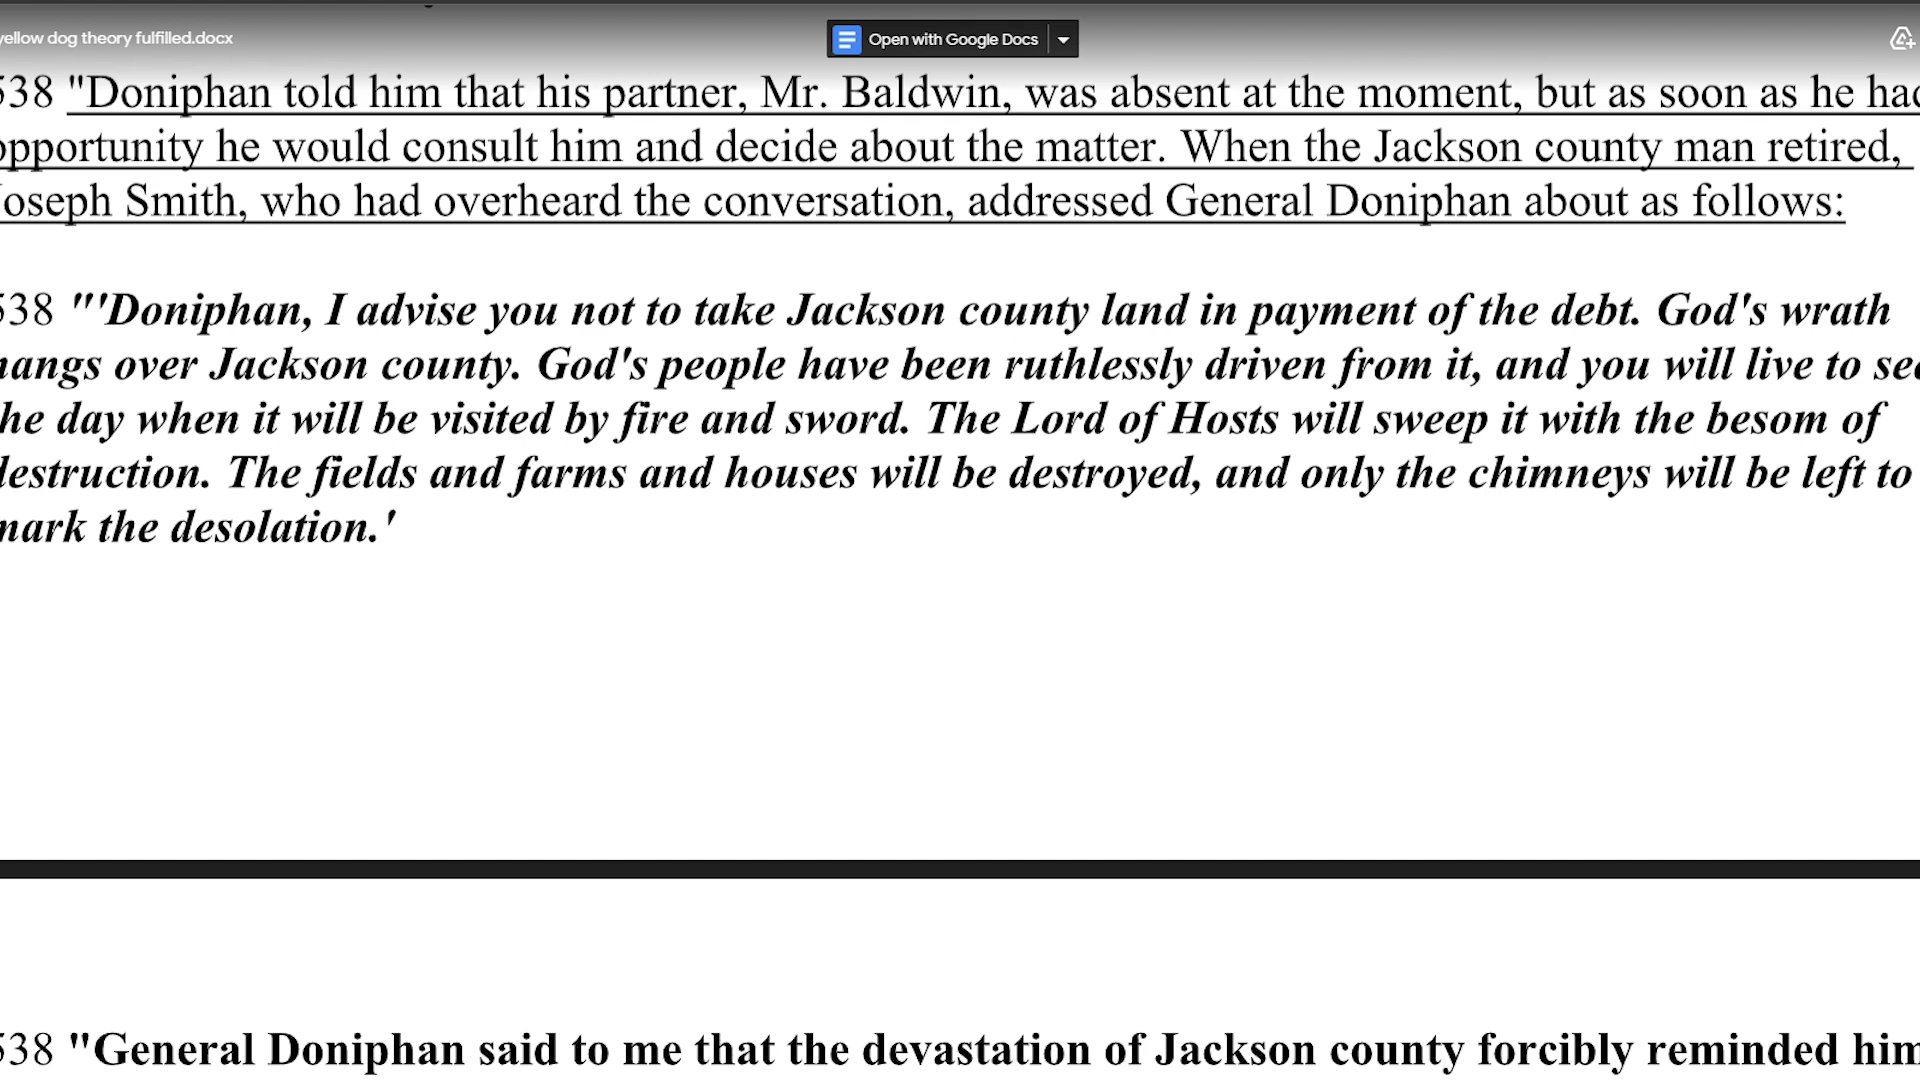 yellow dog theory fulfilled.docx
Open with Google Docs
538 "Doniphan told him that his partner, Mr. Baldwin, was absent at the moment, but as soon as he had
opportunity he would consult him and decide about the matter. When the Jackson county man retired,
Joseph Smith, who had overheard the conversation, addressed General Doniphan about as follows:
538 "'Doniphan, I advise you not to take Jackson county land in payment of the debt. God's wrath
hangs over Jackson county. God's people have been ruthlessly driven from it, and you will live to see
the day when it will be visited by fire and sword. The Lord of Hosts will sweep it with the besom of
destruction. The fields and farms and houses will be destroyed, and only the chimneys will be left to
mark the desolation.'
538 "General Doniphan said to me that the devastation of Jackson county forcibly reminded him